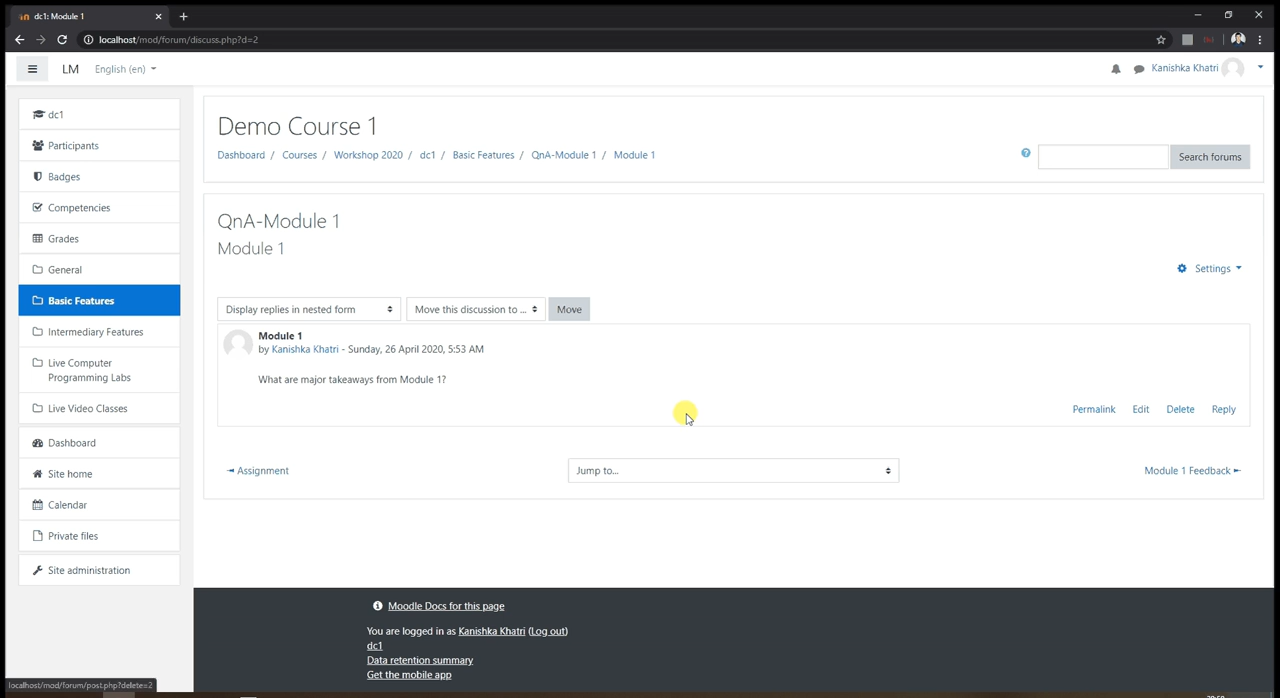 dc1: Module 1
localhost/mod/forum/discuss.php?d=2
LM English (en) Kanishka Khatri
dc1
Participants
Badges
Competencies
Grades
General
Basic Features
Intermediary Features
Live Computer
Programming Labs
Live Video Classes
Dashboard
Site home
Calendar
Private files
Site administration
Demo Course 1
Dashboard / Courses / Workshop 2020 / dc1 / Basic Features / QnA-Module 1 / Module 1
Search forums
QnA-Module 1
Module 1
Settings
Display replies in nested form Move this discussion to ... Move
Module 1
by Kanishka Khatri - Sunday, 26 April 2020, 5:53 AM
What are major takeaways from Module 1?
Permalink Edit Delete Reply
◄ Assignment Jump to... Module 1 Feedback ►
Moodle Docs for this page
You are logged in as Kanishka Khatri (Log out)
dc1
Data retention summary
Get the mobile app
localhost/mod/forum/post.php?delete=2